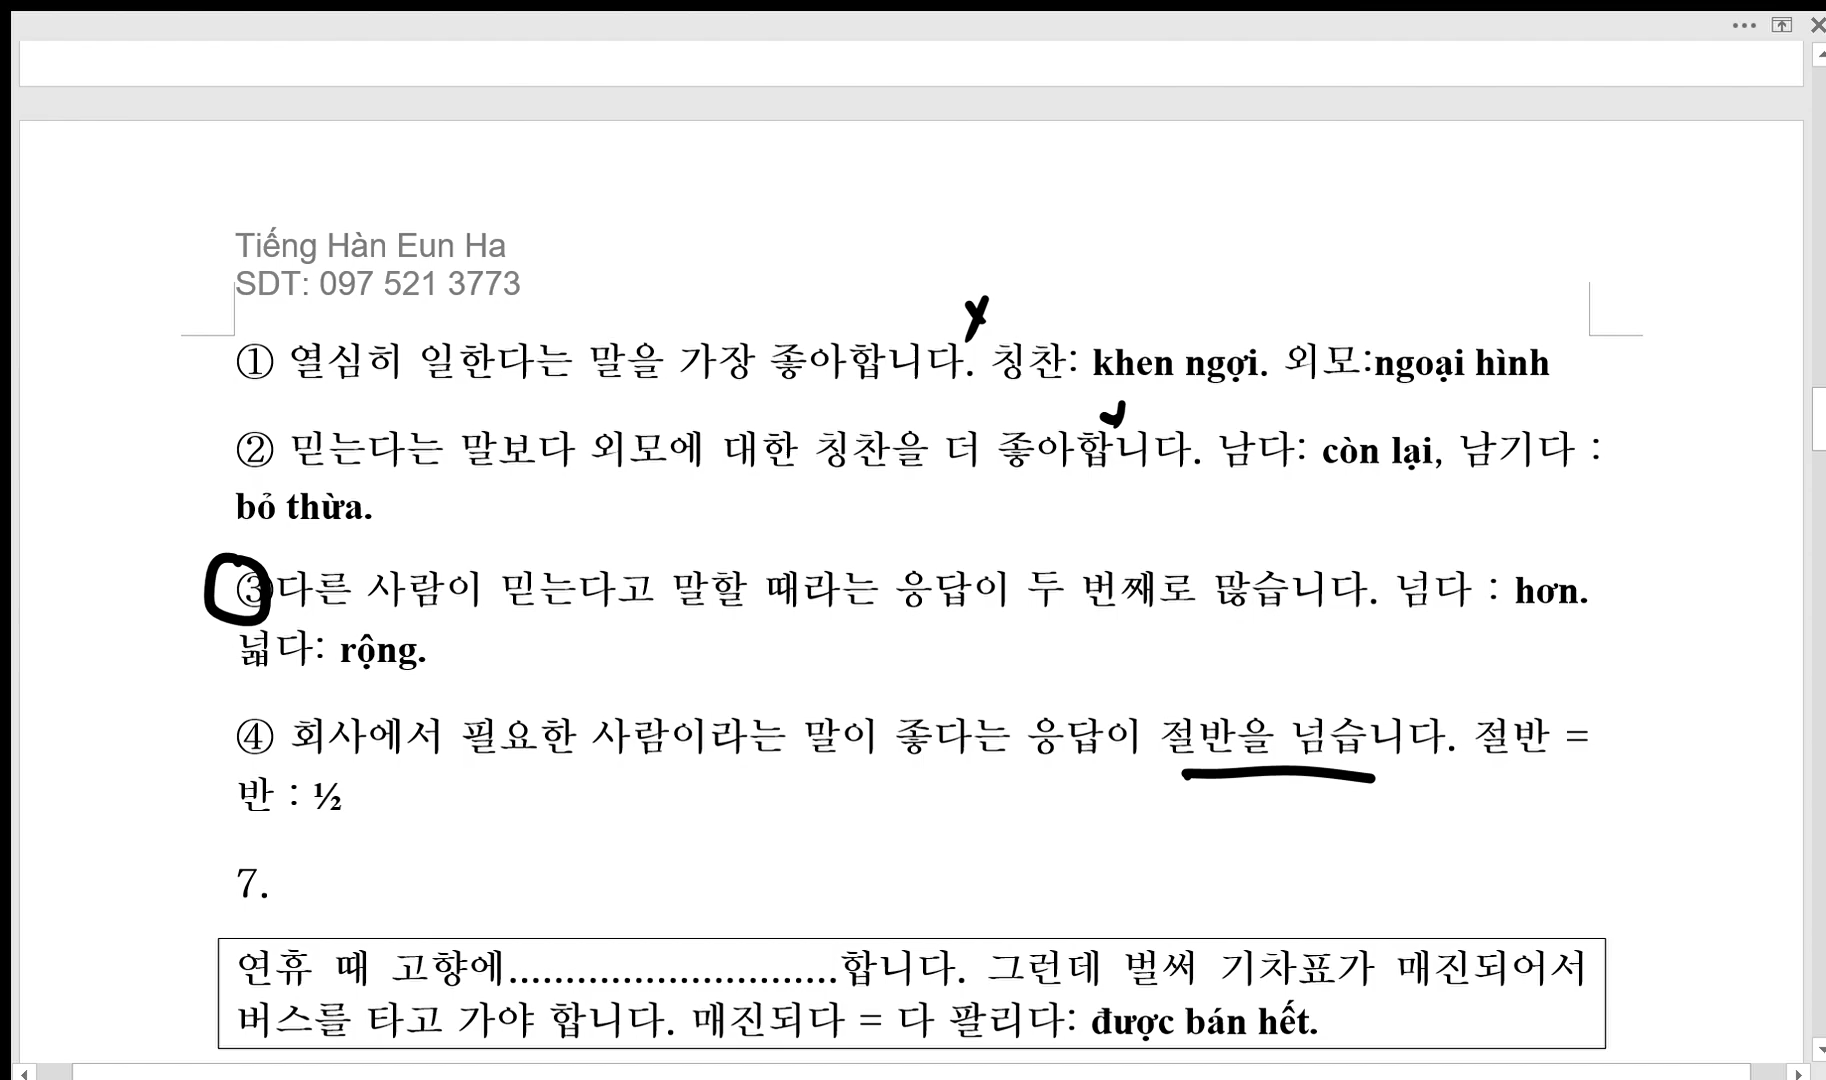 Tiếng Hàn Eun Ha
SDT: 097 521 3773
① 열심히 일한다는 말을 가장 좋아합니다. 칭찬: khen ngợi. 외모:ngoại hình
② 믿는다는 말보다 외모에 대한 칭찬을 더 좋아합니다. 남다: còn lại, 남기다 :
bỏ thừa.
③다른 사람이 믿는다고 말할 때라는 응답이 두 번째로 많습니다. 넘다 : hơn.
넓다: rộng.
④ 회사에서 필요한 사람이라는 말이 좋다는 응답이 절반을 넘습니다. 절반 =
반 : ½
7.
연휴 때 고향에.............................합니다. 그런데 벌써 기차표가 매진되어서
버스를 타고 가야 합니다. 매진되다 = 다 팔리다: được bán hết.